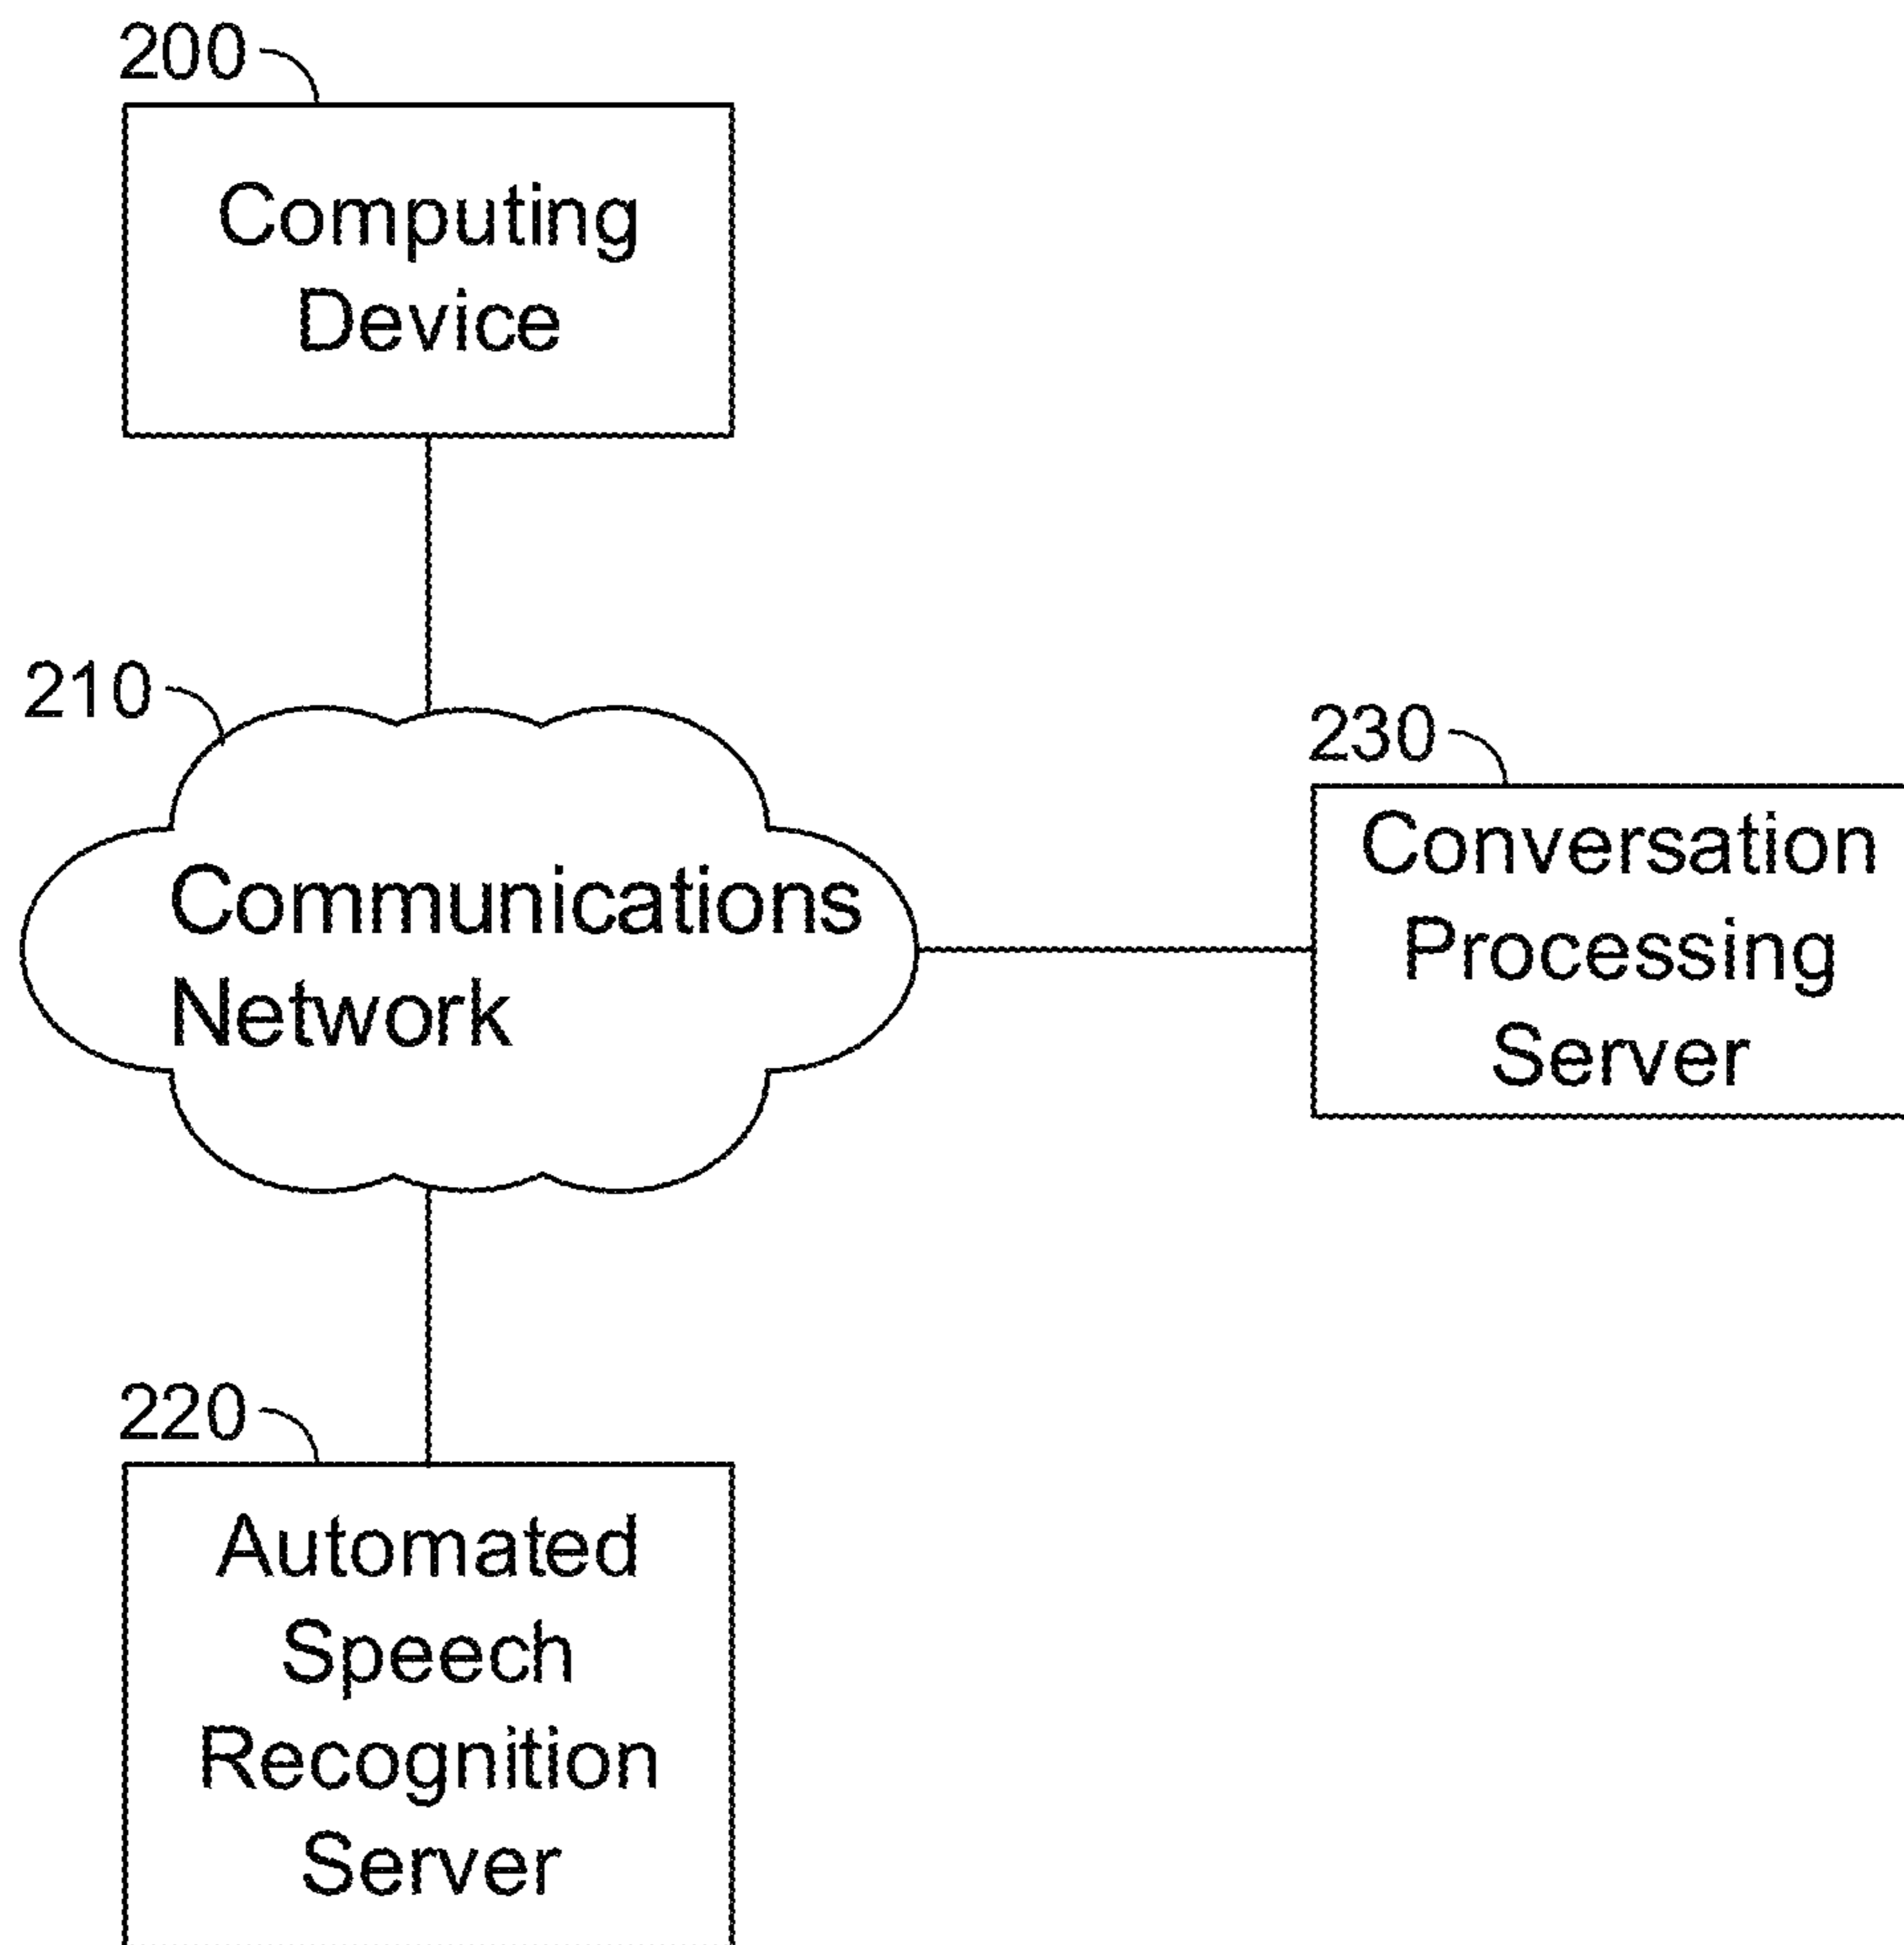 200
Computing
Device
210
Communications
Network
230
Conversation
Processing
Server
220
Automated
Speech
Recognition
Server